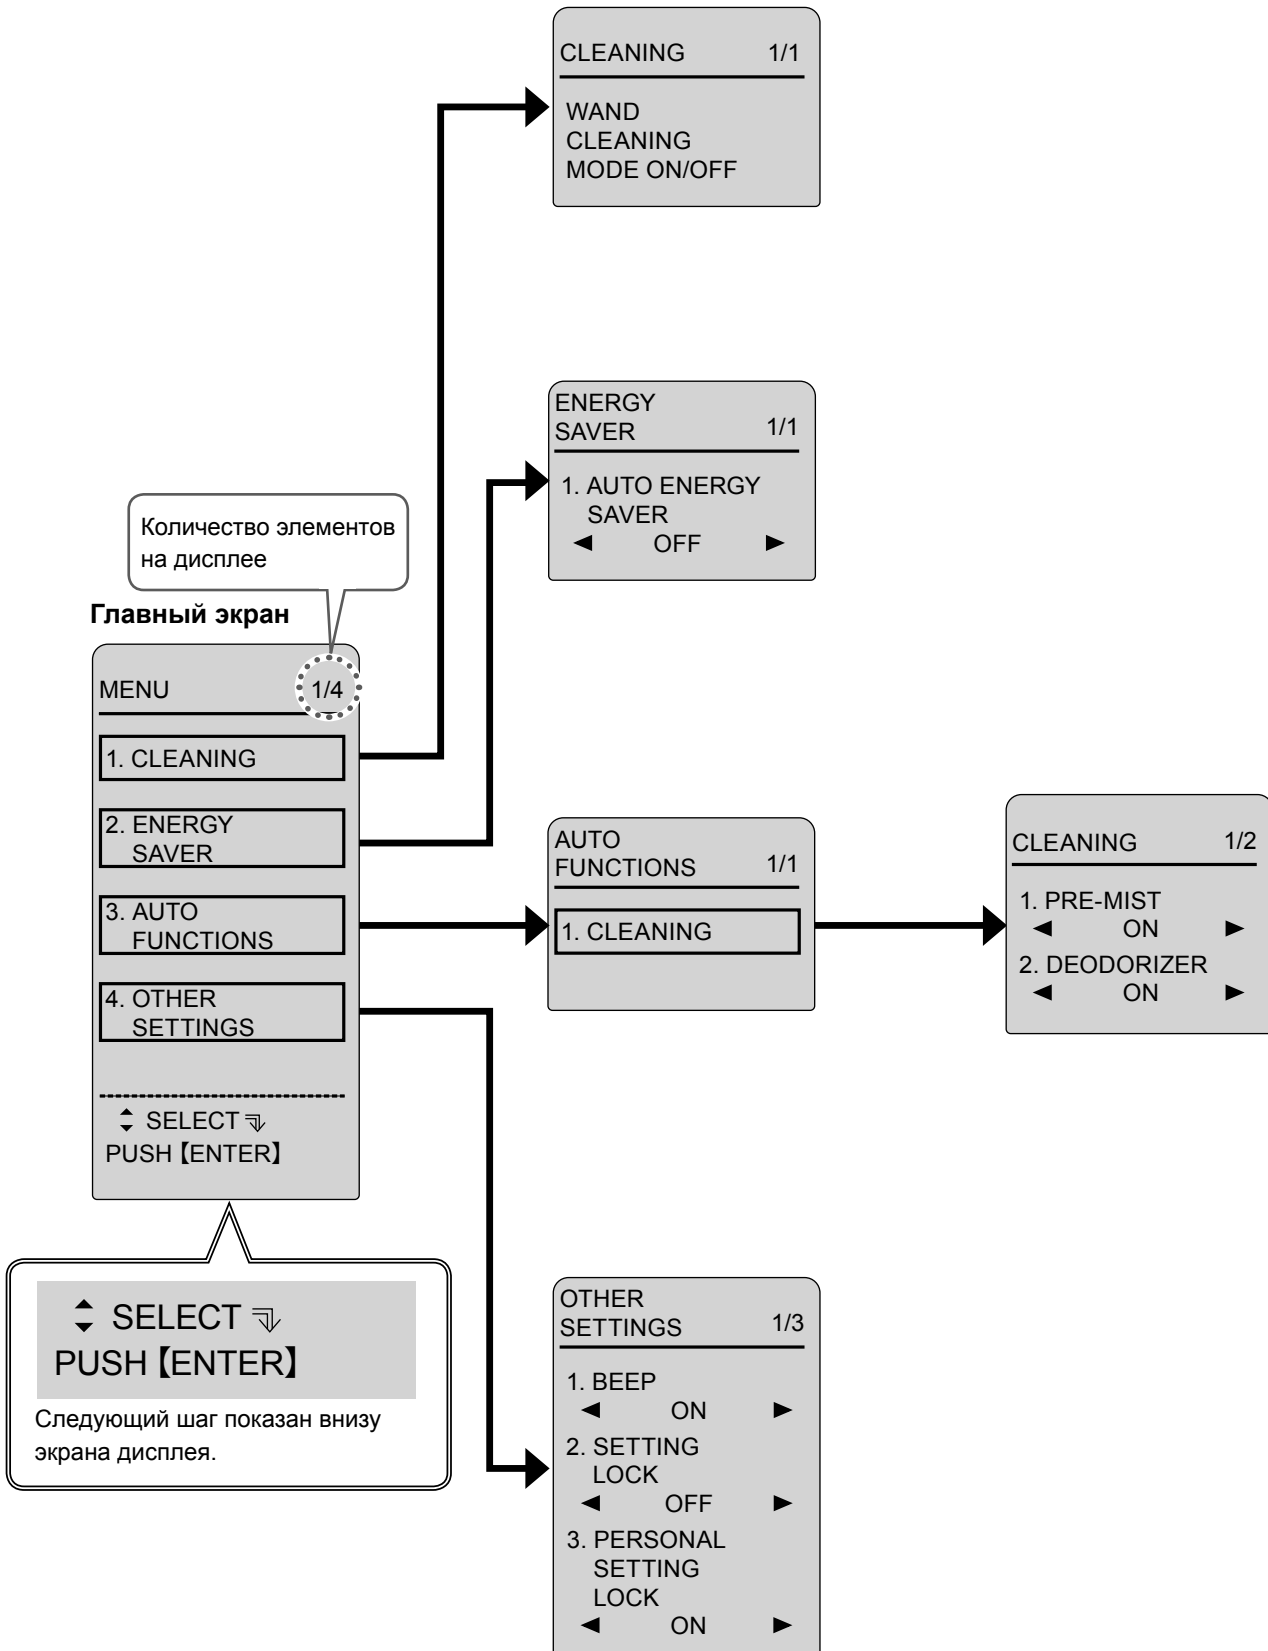 CLEANING 1/1
WAND
CLEANING
MODE ON/OFF
ENERGY
SAVER 1/1
1. AUTO ENERGY
SAVER
◄ OFF ►
Количество элементов
на дисплее
Главный экран
MENU 1/4
1. CLEANING
2. ENERGY
SAVER
3. AUTO
FUNCTIONS
4. OTHER
SETTINGS
SELECT
PUSH【ENTER】
AUTO
FUNCTIONS 1/1
1. CLEANING
CLEANING 1/2
1. PRE-MIST
◄ ON ►
2. DEODORIZER
◄ ON ►
SELECT
PUSH【ENTER】
Следующий шаг показан внизу
экрана дисплея.
OTHER
SETTINGS 1/3
1. BEEP
◄ ON ►
2. SETTING
LOCK
◄ OFF ►
3. PERSONAL
SETTING
LOCK
◄ ON ►